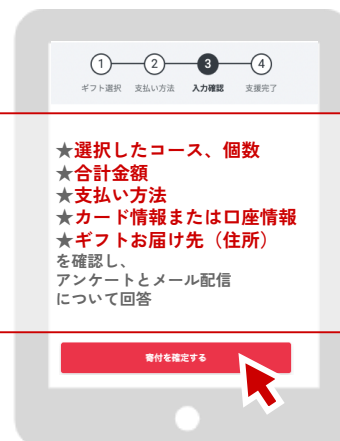 1 2 3 4
ギフト選択 支払い方法 入力確認 支援完了
★選択したコース、個数
★合計金額
★支払い方法
★カード情報または口座情報
★ギフトお届け先（住所）
を確認し、
アンケートとメール配信
について回答
寄付を確定する